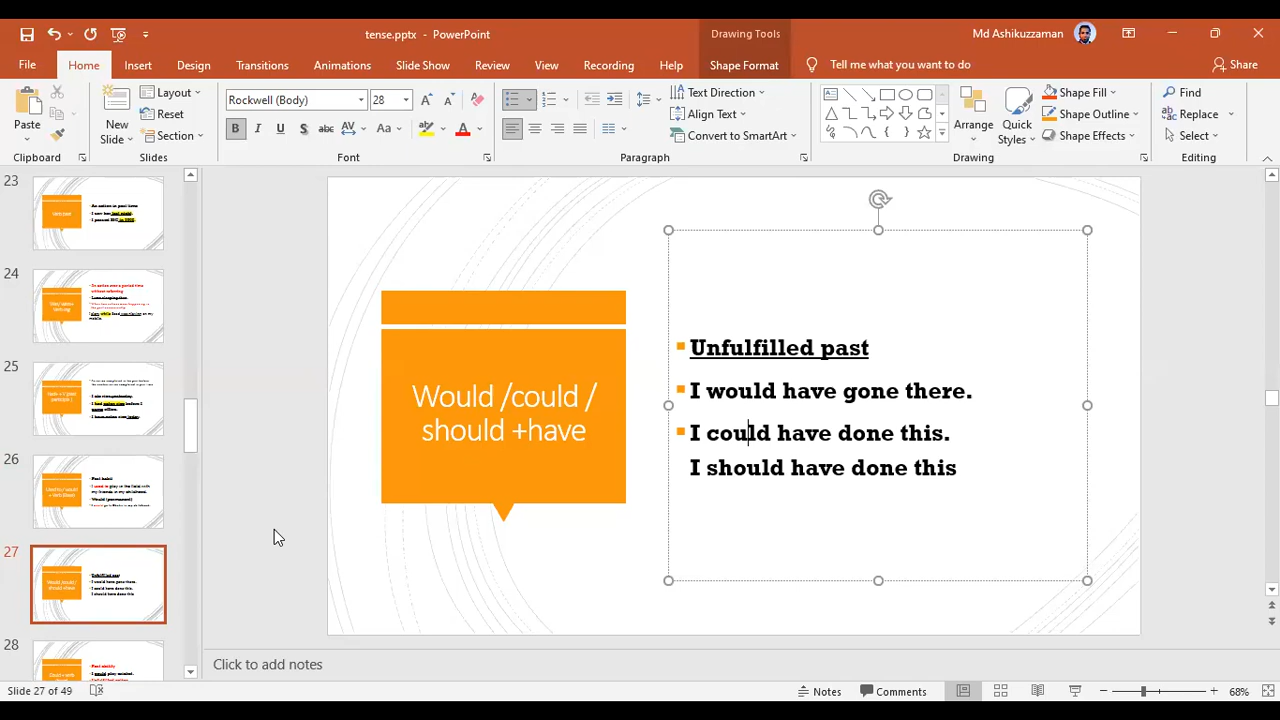 tense.pptx - PowerPoint
Drawing Tools
Md Ashikuzzaman
File Home Insert Design Transitions Animations Slide Show Review View Recording Help Shape Format Tell me what you want to do Share
Paste
Clipboard
New Slide
Layout
Reset
Section
Slides
Rockwell (Body) 28
B I U S abc AV Aa
Font
Text Direction
Align Text
Convert to SmartArt
Paragraph
Arrange
Quick Styles
Shape Fill
Shape Outline
Shape Effects
Drawing
Find
Replace
Select
Editing
23
24
25
26
27
28
Would /could /
should +have
Unfulfilled past
I would have gone there.
I could have done this.
I should have done this
Click to add notes
Slide 27 of 49
Notes
Comments
68%